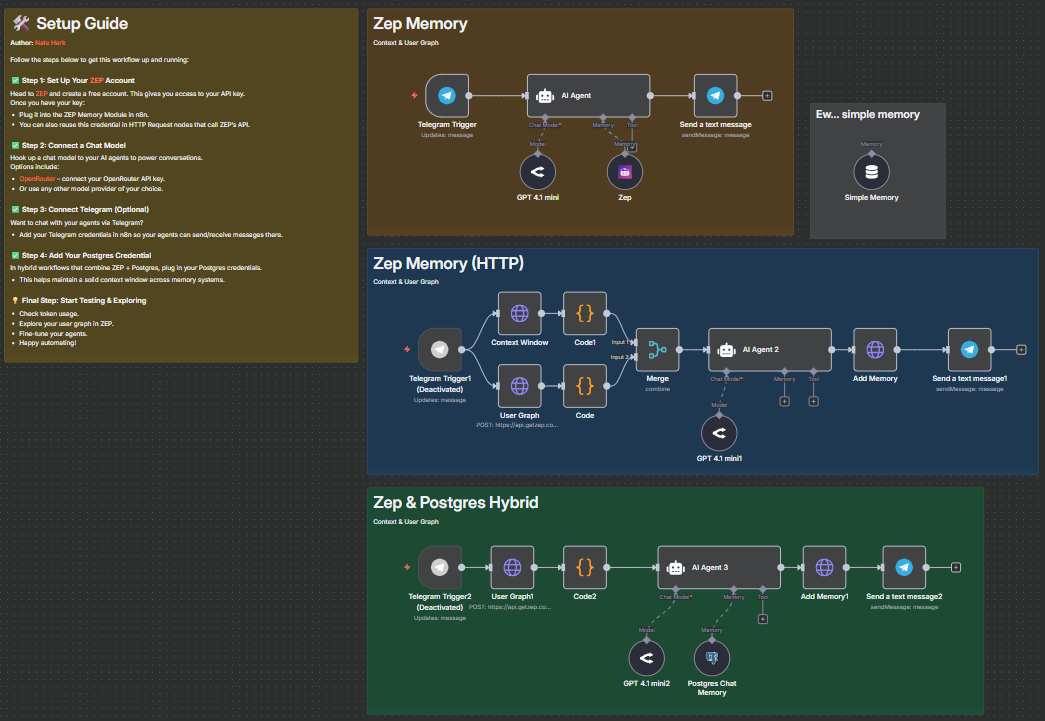 🛠️ Setup Guide
Author: Nate Herk
Follow the steps below to get this workflow up and running:
✅ Step 1: Set Up Your ZEP Account
Head to ZEP and create a free account. This gives you access to your API key.
Once you have your key:
• Plug it into the ZEP Memory Module in n8n.
• You can also reuse this credential in HTTP Request nodes that call ZEP's API.
✅ Step 2: Connect a Chat Model
Hook up a chat model to your AI agents to power conversations.
Options include:
• OpenRouter – connect your OpenRouter API key.
• Or use any other model provider of your choice.
✅ Step 3: Connect Telegram (Optional)
Want to chat with your agents via Telegram?
• Add your Telegram credentials in n8n so your agents can send/receive messages there.
✅ Step 4: Add Your Postgres Credential
In hybrid workflows that combine ZEP + Postgres, plug in your Postgres credentials.
• This helps maintain a solid context window across memory systems.
💡 Final Step: Start Testing & Exploring
• Check token usage.
• Explore your user graph in ZEP.
• Fine-tune your agents.
• Happy automating!
Zep Memory
Context & User Graph
AI Agent
Telegram Trigger
Updates: message
Chat Model*
Memory
Tool
Send a text message
sendMessage: message
Model
Memory
GPT 4.1 mini
Zep
Ew... simple memory
Memory
Simple Memory
Zep Memory (HTTP)
Context & User Graph
Context Window
Code1
Input 1
Input 2
Telegram Trigger1
(Deactivated)
Updates: message
User Graph
POST: https://api.getzep.co...
Code
Merge
combine
AI Agent 2
Chat Model*
Memory
Tool
Model
GPT 4.1 mini1
Add Memory
Send a text message1
sendMessage: message
Zep & Postgres Hybrid
Context & User Graph
Telegram Trigger2
(Deactivated)
Updates: message
User Graph1
POST: https://api.getzep.co...
Code2
AI Agent 3
Chat Model*
Memory
Tool
Model
Memory
GPT 4.1 mini2
Postgres Chat
Memory
Add Memory1
Send a text message2
sendMessage: message